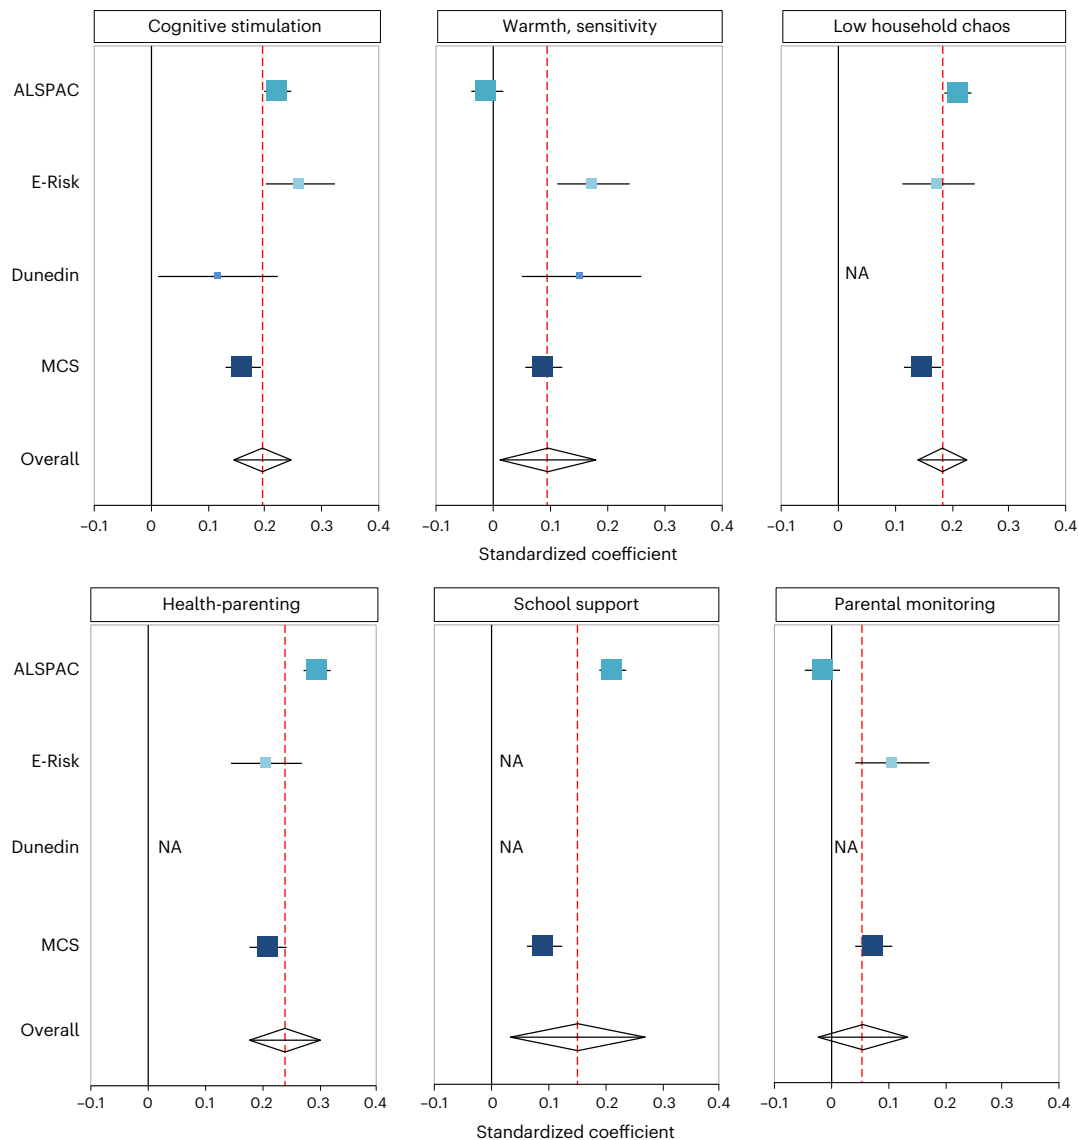 Cognitive stimulation
Warmth, sensitivity
Low household chaos
ALSPAC
E-Risk
Dunedin
NA
MCS
Overall
–0.1 0 0.1 0.2 0.3 0.4
–0.1 0 0.1 0.2 0.3 0.4
–0.1 0 0.1 0.2 0.3 0.4
Standardized coefficient
Health-parenting
School support
Parental monitoring
ALSPAC
E-Risk
NA
Dunedin
NA
NA
NA
MCS
Overall
–0.1 0 0.1 0.2 0.3 0.4
–0.1 0 0.1 0.2 0.3 0.4
–0.1 0 0.1 0.2 0.3 0.4
Standardized coefficient